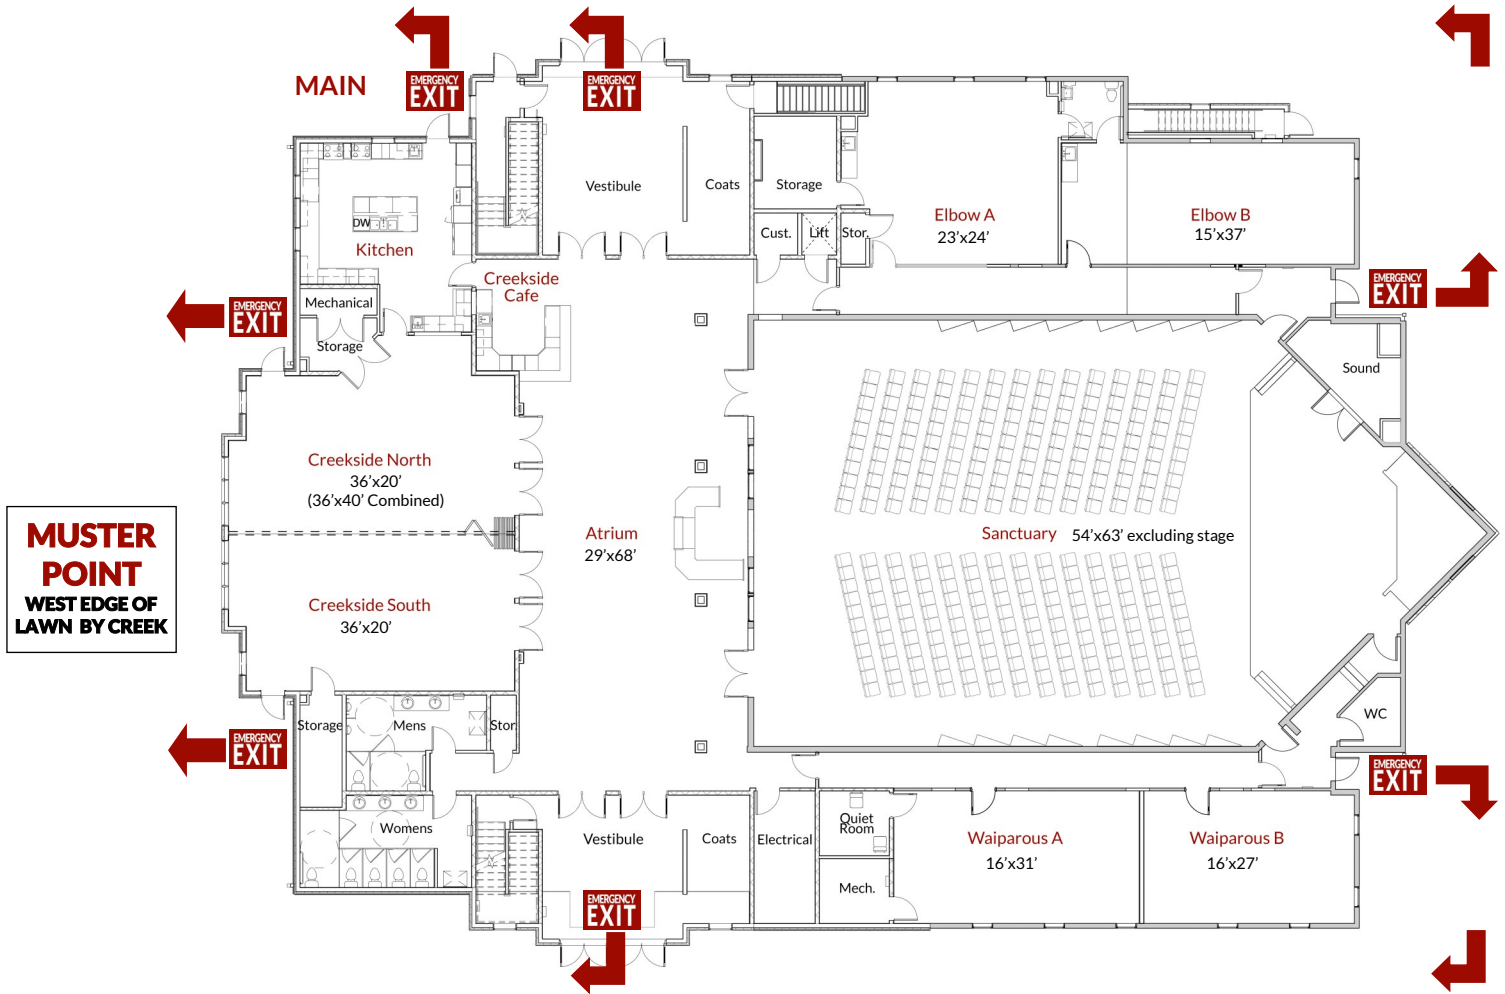 MAIN
EMERGENCY
EXIT
EMERGENCY
EXIT
Vestibule
Coats
Storage
DW
Kitchen
Elbow A
23'x24'
Elbow B
15'x37'
Cust.
Lift
Stor.
Creekside
Cafe
Mechanical
Storage
EMERGENCY
EXIT
EMERGENCY
EXIT
Sound
Creekside North
36'x20'
(36'x40' Combined)
MUSTER
POINT
WEST EDGE OF
LAWN BY CREEK
Atrium
29'x68'
Sanctuary 54'x63' excluding stage
Creekside South
36'x20'
Storage
Mens
Stor.
WC
EMERGENCY
EXIT
EMERGENCY
EXIT
Womens
Vestibule
Coats
Electrical
Quiet
Room
Mech.
Waiparous A
16'x31'
Waiparous B
16'x27'
EMERGENCY
EXIT